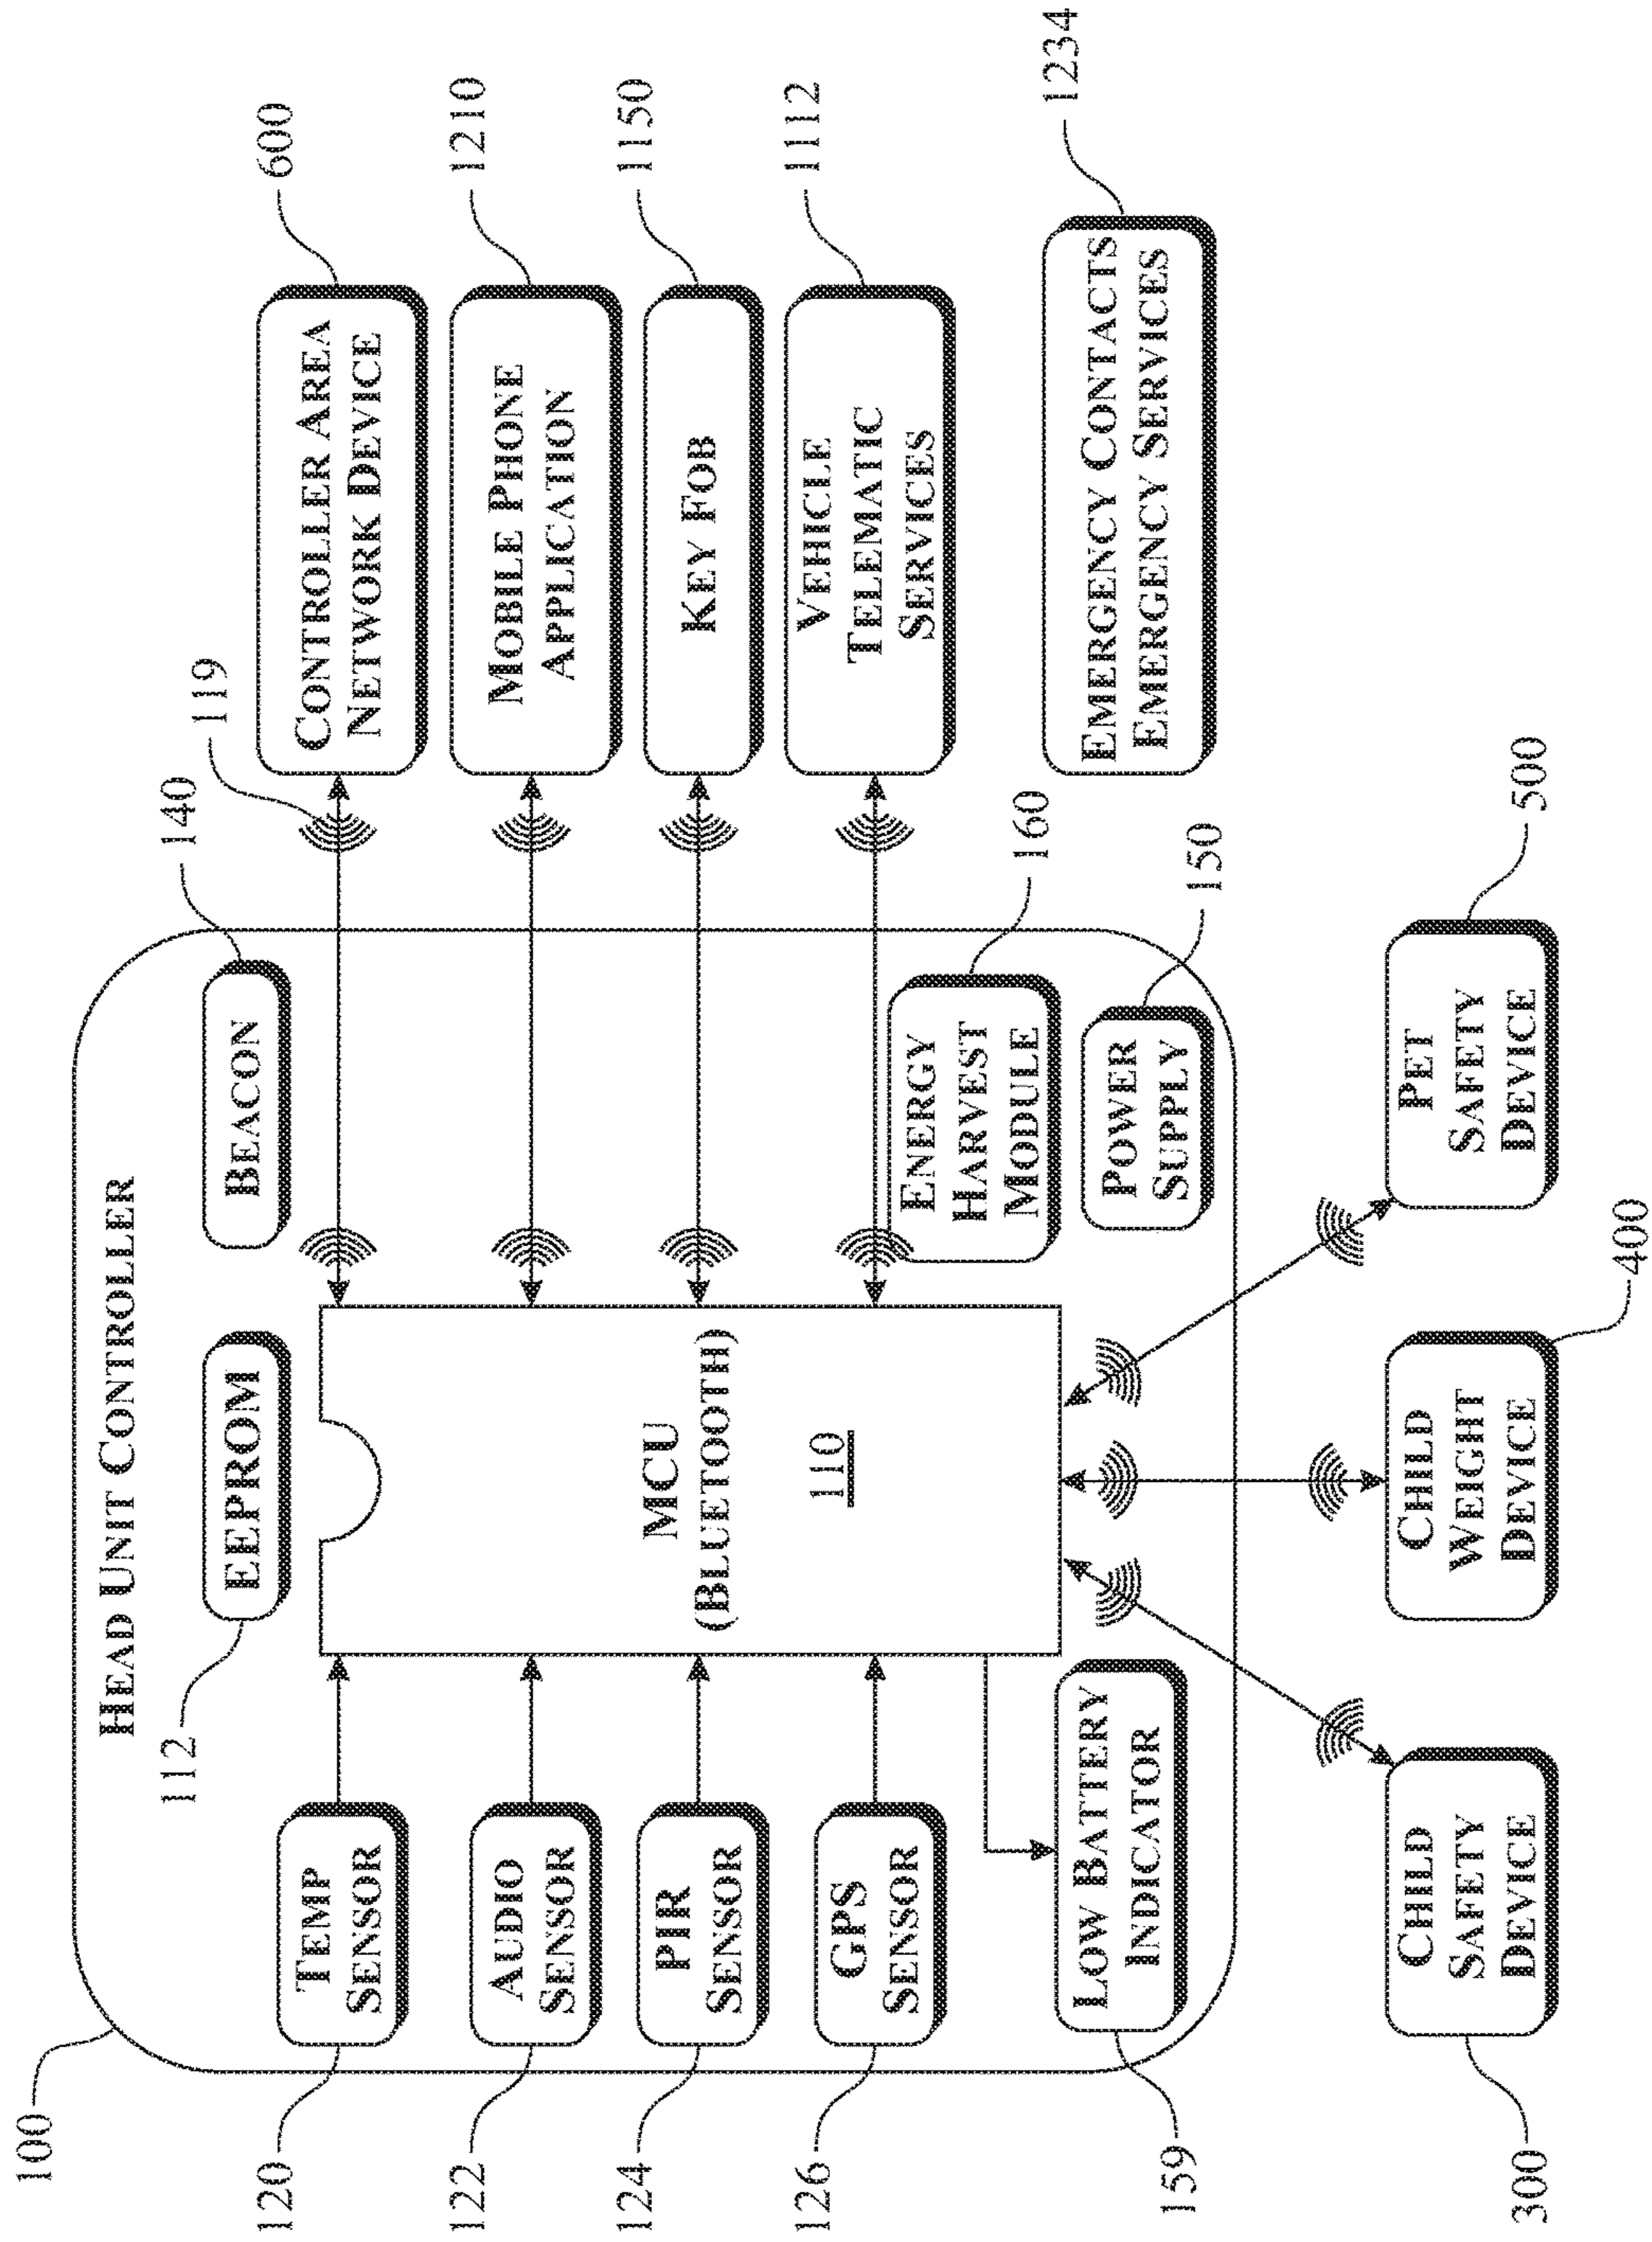 100
HEAD UNIT CONTROLLER
112
EEPROM
BEACON
140
119
120
TEMP
SENSOR
122
AUDIO
SENSOR
124
PIR
SENSOR
126
GPS
SENSOR
159
LOW BATTERY
INDICATOR
MCU
(BLUETOOTH)
110
ENERGY
HARVEST
MODULE
160
POWER
SUPPLY
150
CONTROLLER AREA
NETWORK DEVICE
600
MOBILE PHONE
APPLICATION
1210
KEY FOB
1150
VEHICLE
TELEMATIC
SERVICES
1112
EMERGENCY CONTACTS
EMERGENCY SERVICES
1234
300
CHILD
SAFETY
DEVICE
CHILD
WEIGHT
DEVICE
400
PET
SAFETY
DEVICE
500